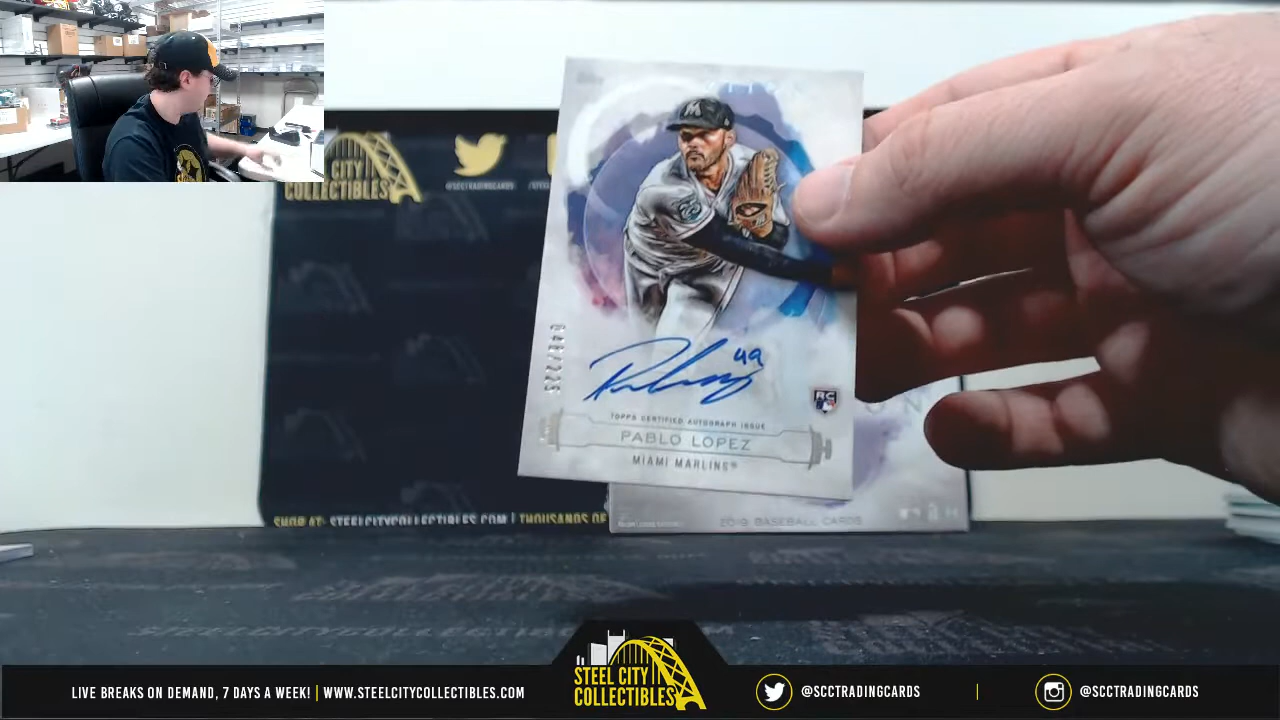 CITY
COLLECTIBLES
@SCCTRADINGCARDS
RC
TOPPS CERTIFIED AUTOGRAPH ISSUE
PABLO LOPEZ
MIAMI MARLINS®
49
2019 BASEBALL CARDS
SHOP AT: STEELCITYCOLLECTIBLES.COM | THOUSANDS OF
LIVE BREAKS ON DEMAND, 7 DAYS A WEEK! | WWW.STEELCITYCOLLECTIBLES.COM
STEEL CITY
COLLECTIBLES
@SCCTRADINGCARDS
@SCCTRADINGCARDS